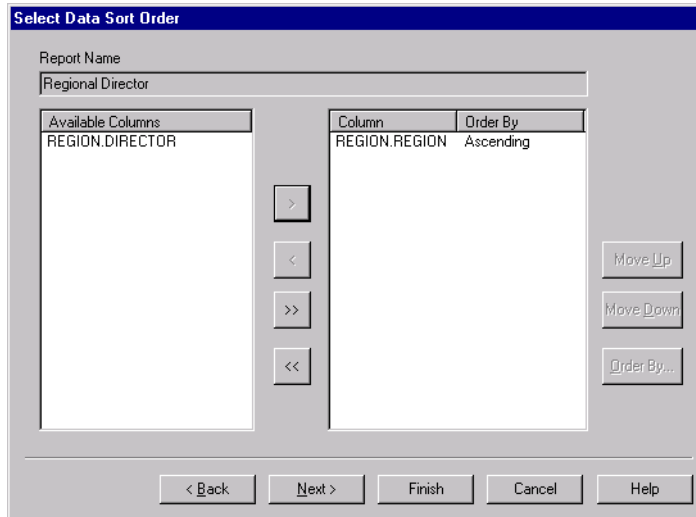 Select Data Sort Order
Report Name
Regional Director
Available Columns
REGION.DIRECTOR
Column Order By
REGION.REGION Ascending
>
<
>>
<<
Move Up
Move Down
Order By...
< Back Next > Finish Cancel Help